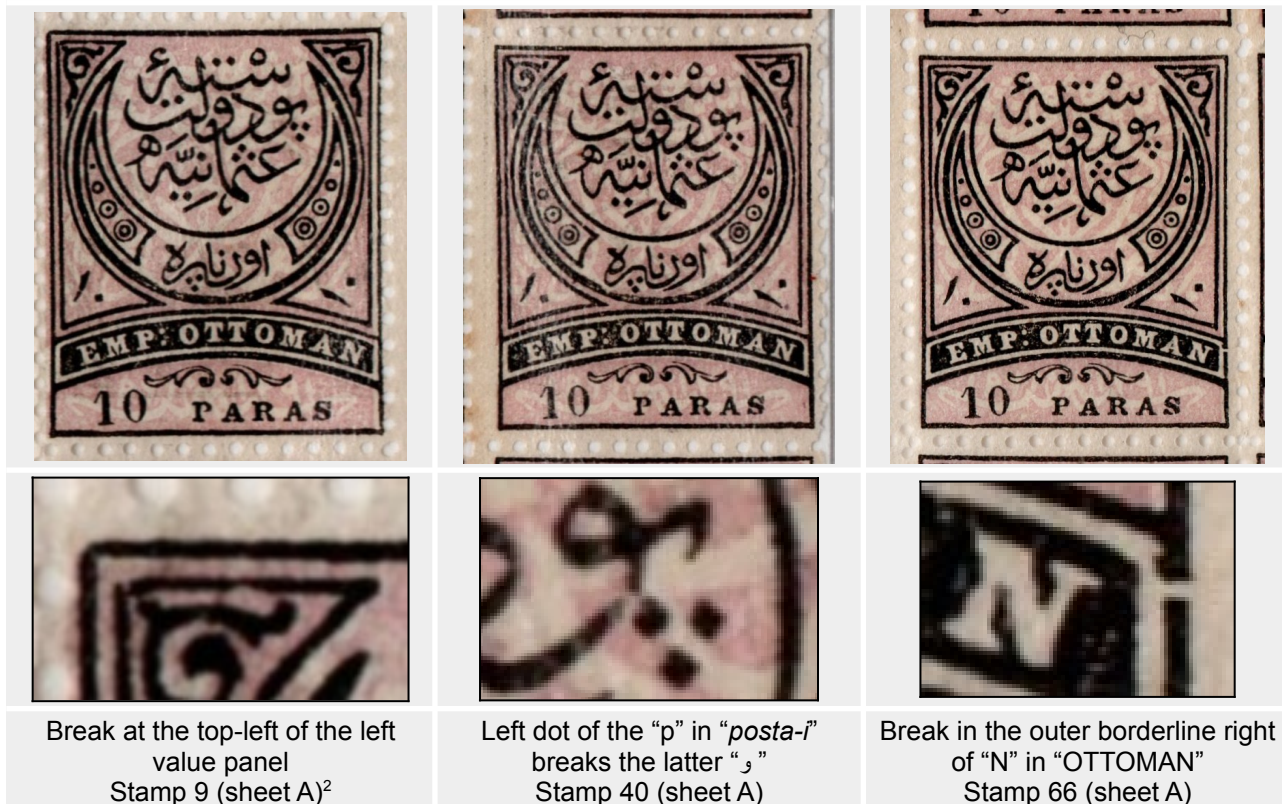 پوستهٔ
دولت
عثمانیه
اون پاره
١٠ ١٠
EMP: OTTOMAN
10 PARAS
پوستهٔ
دولت
عثمانیه
اون پاره
١٠ ١٠
EMP: OTTOMAN
10 PARAS
10 PARAS
پوستهٔ
دولت
عثمانیه
اون پاره
١٠ ١٠
EMP: OTTOMAN
10 PARAS
N
Break at the top-left of the left
value panel
Stamp 9 (sheet A)2
Left dot of the “p” in “posta-i”
breaks the latter “و ”
Stamp 40 (sheet A)
Break in the outer borderline right
of “N” in “OTTOMAN”
Stamp 66 (sheet A)